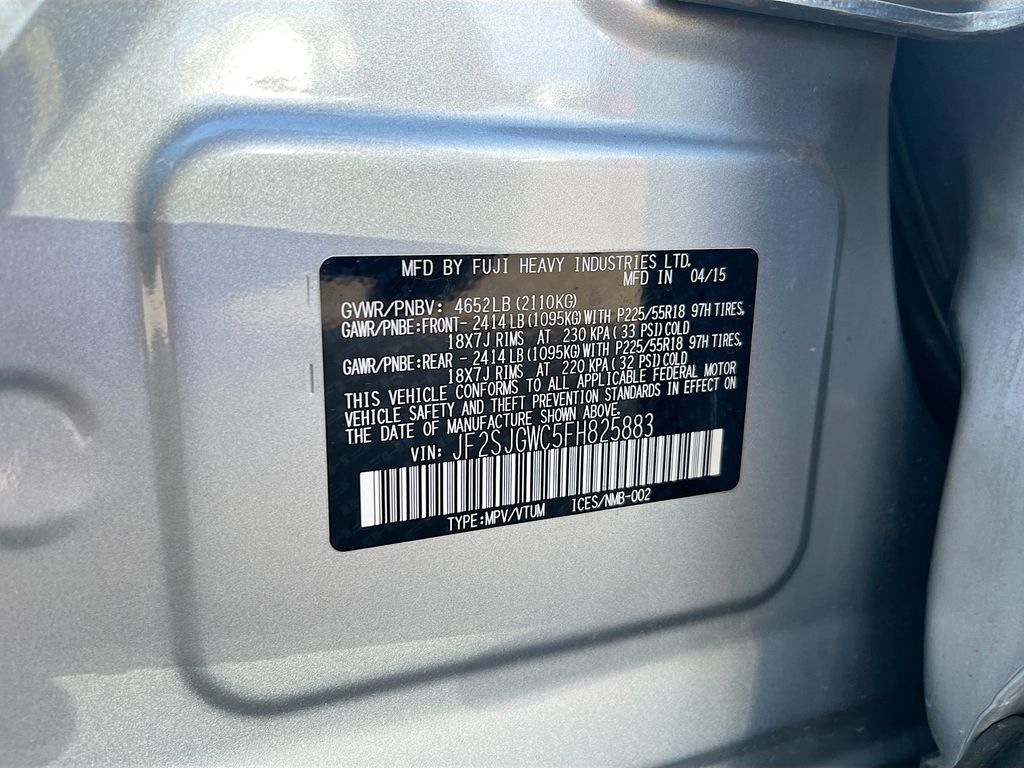 MFD BY FUJI HEAVY INDUSTRIES LTD.
MFD IN 04/15
GVWR/PNBV: 4652LB (2110KG)
GAWR/PNBE:FRONT- 2414LB (1095KG) WITH P225/55R18 97H TIRES,
18X7J RIMS AT 230 KPA (33 PSI) COLD
GAWR/PNBE:REAR - 2414LB (1095KG) WITH P225/55R18 97H TIRES,
18X7J RIMS AT 220 KPA (32 PSI) COLD
THIS VEHICLE CONFORMS TO ALL APPLICABLE FEDERAL MOTOR
VEHICLE SAFETY AND THEFT PREVENTION STANDARDS IN EFFECT ON
THE DATE OF MANUFACTURE SHOWN ABOVE.
VIN: JF2SJGWC5FH825883
TYPE:MPV/VTUM ICES/NMB-002